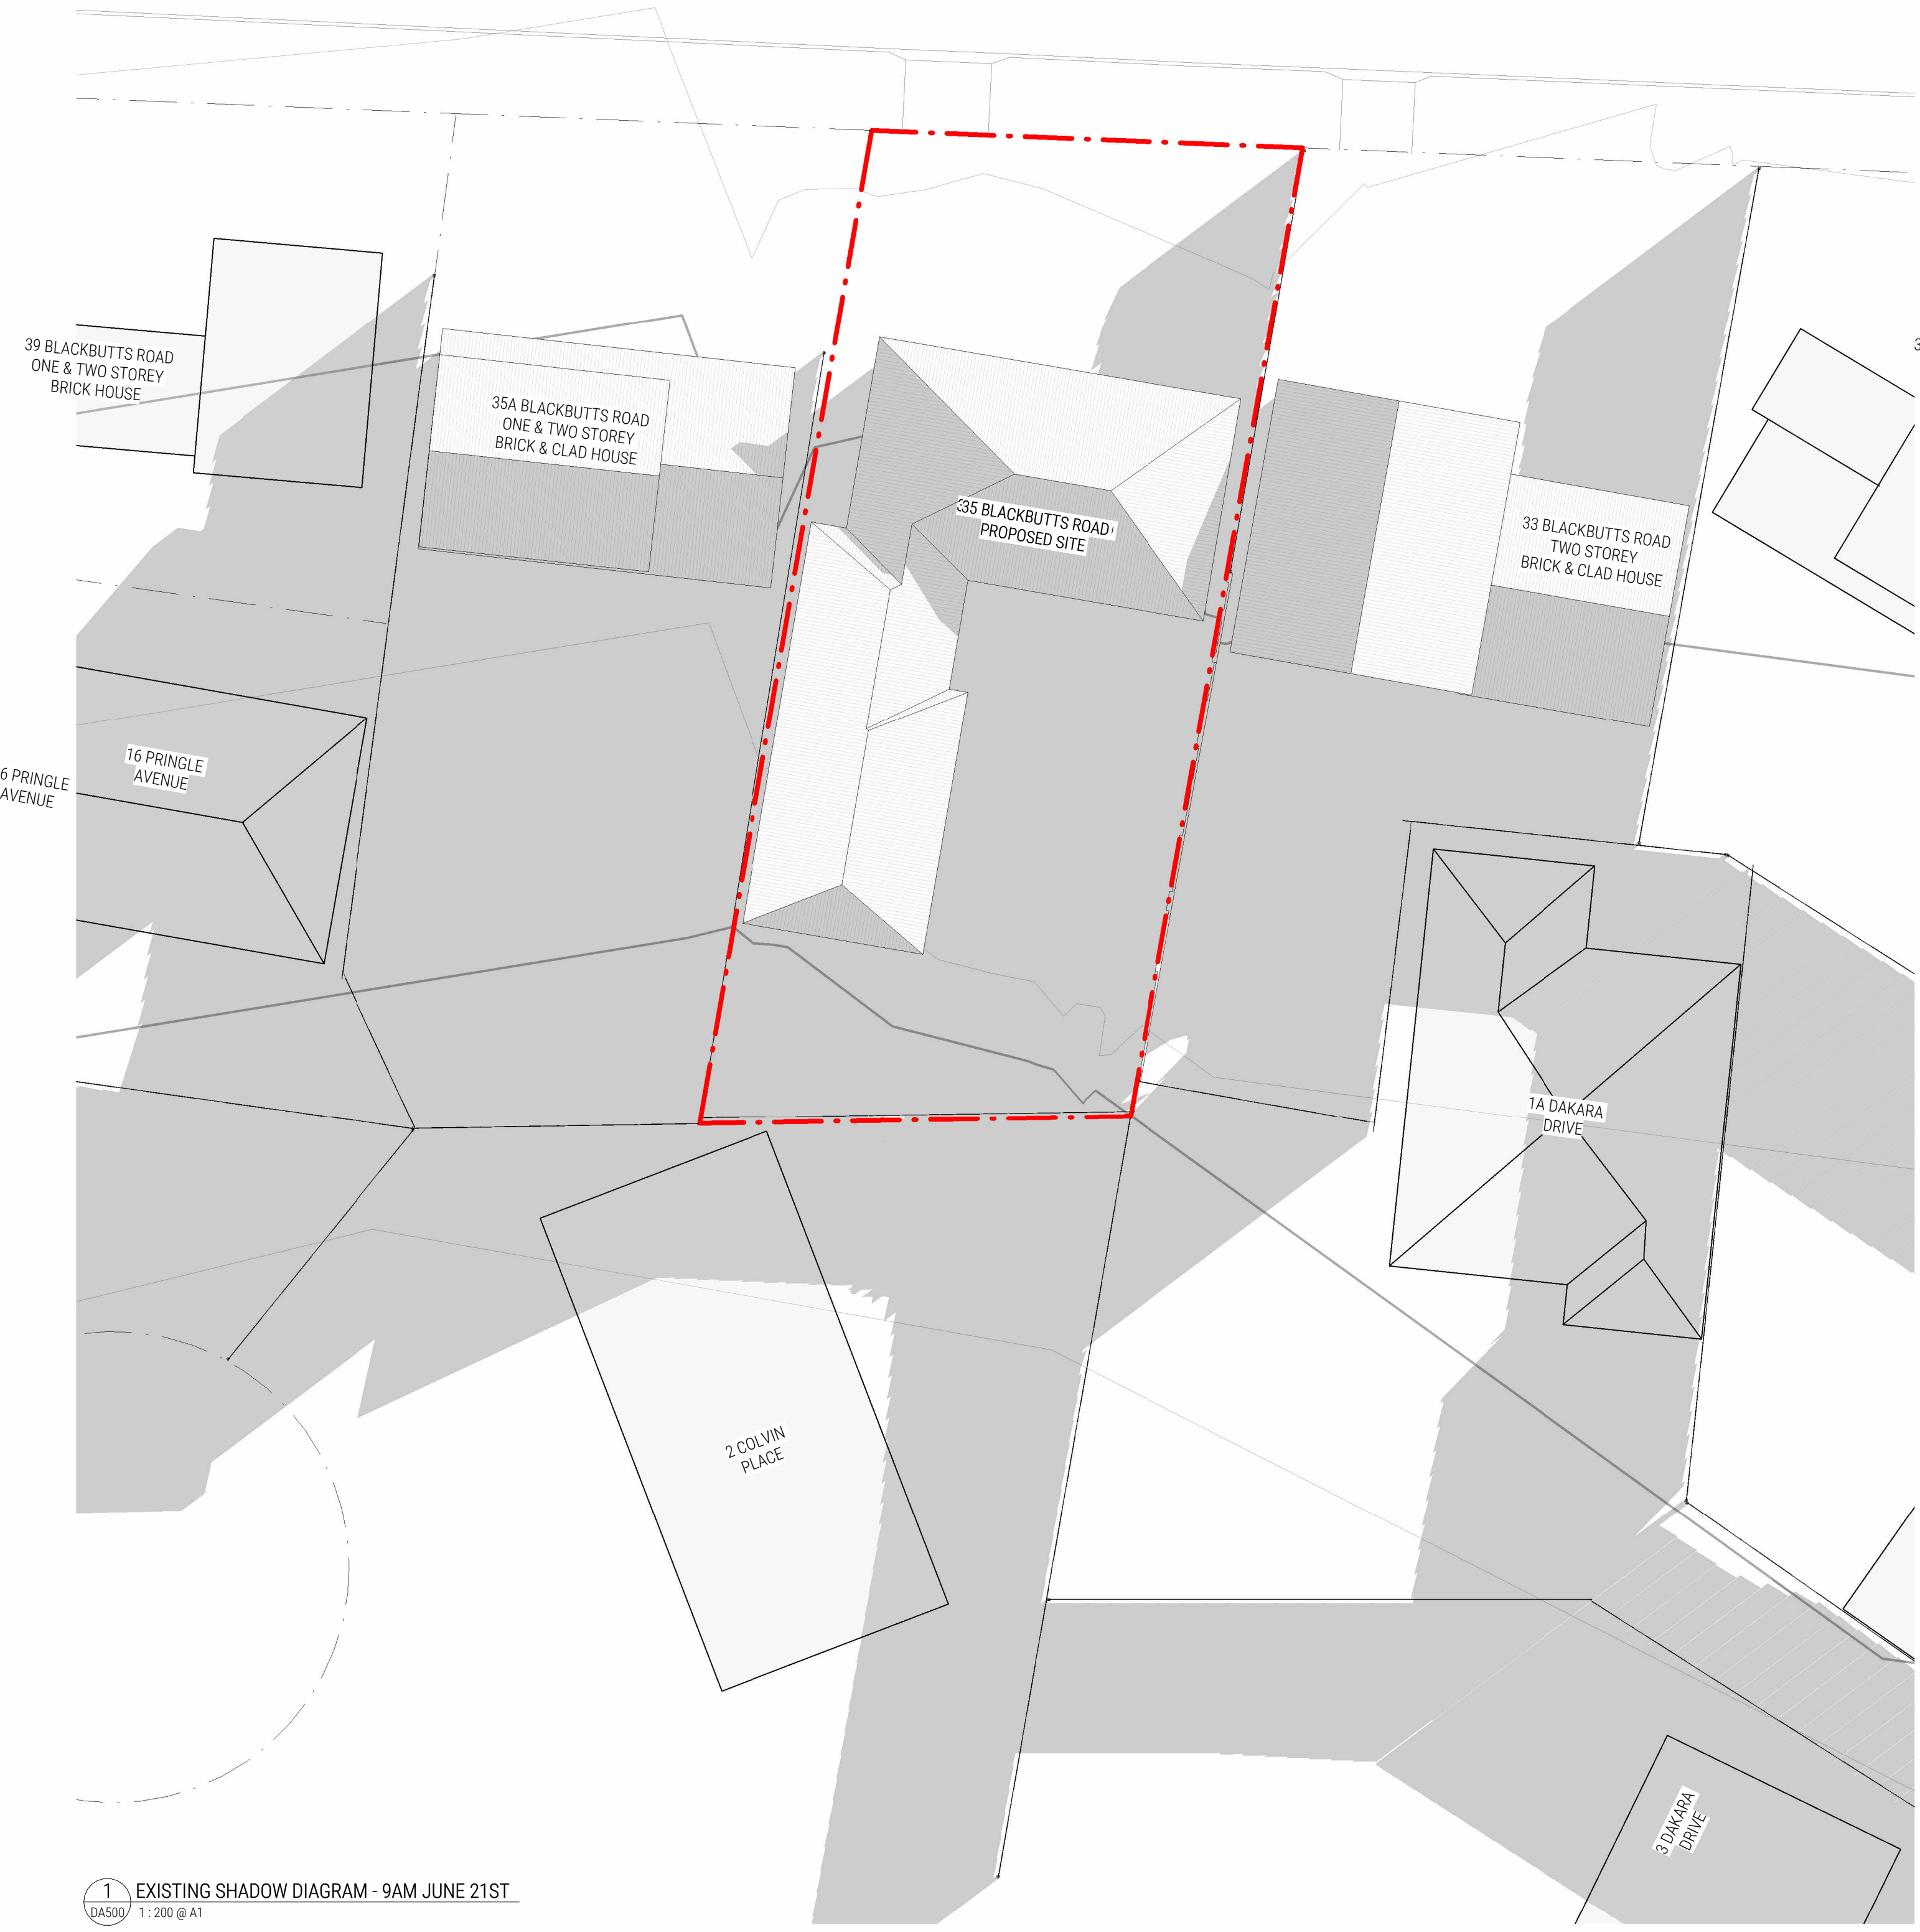 39 BLACKBUTTS ROAD
ONE & TWO STOREY
BRICK HOUSE
35A BLACKBUTTS ROAD
ONE & TWO STOREY
BRICK & CLAD HOUSE
35 BLACKBUTTS ROAD
PROPOSED SITE
33 BLACKBUTTS ROAD
TWO STOREY
BRICK & CLAD HOUSE
3
16 PRINGLE
AVENUE
6 PRINGLE
AVENUE
1A DAKARA
DRIVE
2 COLVIN
PLACE
3 DAKARA
DRIVE
1
DA500
EXISTING SHADOW DIAGRAM - 9AM JUNE 21ST
1 : 200 @ A1